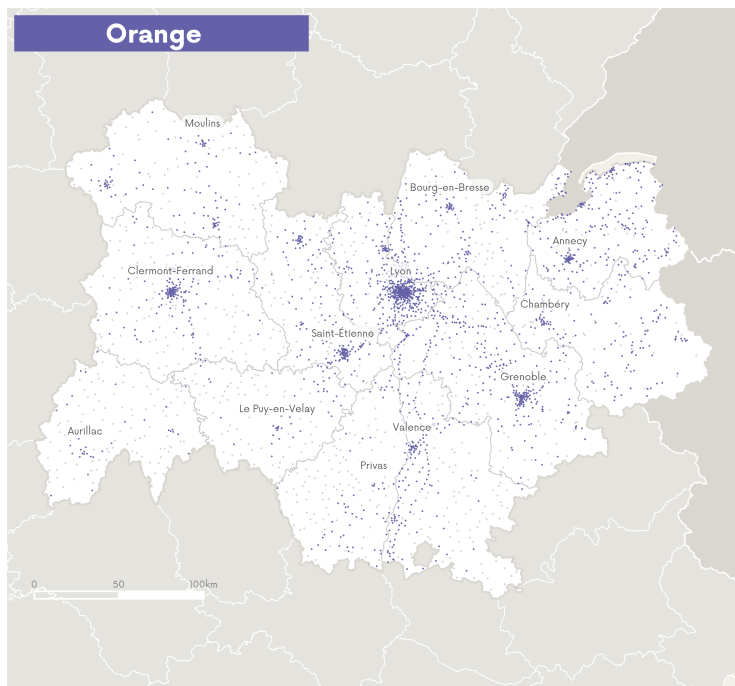 Orange
Moulins
Bourg-en-Bresse
Annecy
Clermont-Ferrand
Lyon
Chambéry
Saint-Étienne
Grenoble
Le Puy-en-Velay
Valence
Aurillac
Privas
0 50 100km